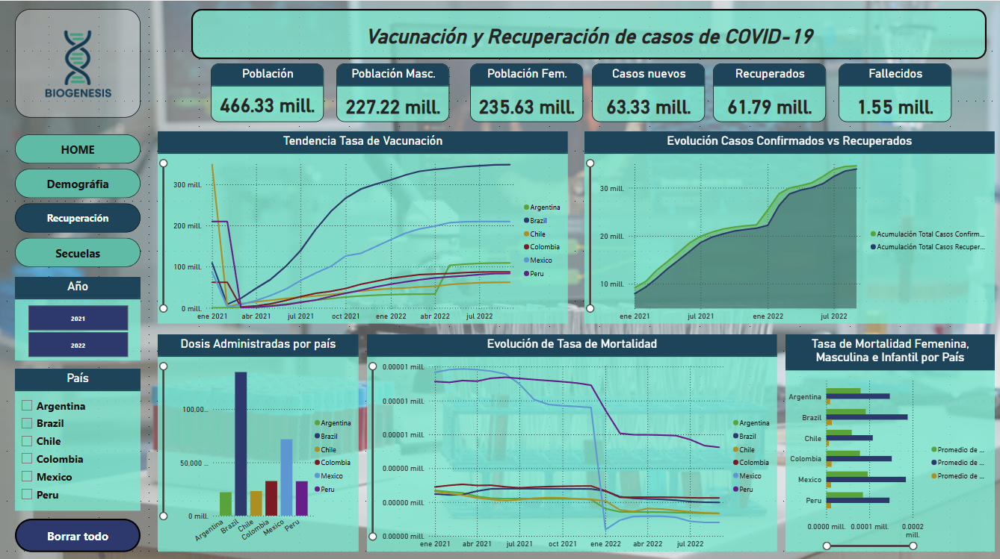 BIOGENESIS
Vacunación y Recuperación de casos de COVID-19
Población
466.33 mill.
Población Masc.
227.22 mill.
Población Fem.
235.63 mill.
Casos nuevos
63.33 mill.
Recuperados
61.79 mill.
Fallecidos
1.55 mill.
HOME
Demográfia
Recuperación
Secuelas
Año
2021
2022
País
Argentina
Brazil
Chile
Colombia
Mexico
Peru
Borrar todo
Tendencia Tasa de Vacunación
300 mill.
200 mill.
100 mill.
0 mill.
ene 2021 abr 2021 jul 2021 oct 2021 ene 2022 abr 2022 jul 2022
Argentina
Brazil
Chile
Colombia
Mexico
Peru
Evolución Casos Confirmados vs Recuperados
30 mill.
20 mill.
10 mill.
ene 2021 jul 2021 ene 2022 jul 2022
Acumulación Total Casos Confirm...
Acumulación Total Casos Recuper...
Dosis Administradas por país
100,00...
50,000 ...
0 mill.
Argentina
Brazil
Chile
Colombia
Mexico
Peru
Argentina
Brazil
Chile
Colombia
Mexico
Peru
Evolución de Tasa de Mortalidad
0.00001 mill.
0.00001 mill.
0.00001 mill.
0.00000 mill.
0.00000 mill.
0.00000 mill.
ene 2021 abr 2021 jul 2021 oct 2021 ene 2022 abr 2022 jul 2022
Argentina
Brazil
Chile
Colombia
Mexico
Peru
Tasa de Mortalidad Femenina,
Masculina e Infantil por País
Argentina
Brazil
Chile
Colombia
Mexico
Peru
0.0000 mill. 0.0001 mill. 0.0002
mill.
Promedio de ...
Promedio de ...
Promedio de ...